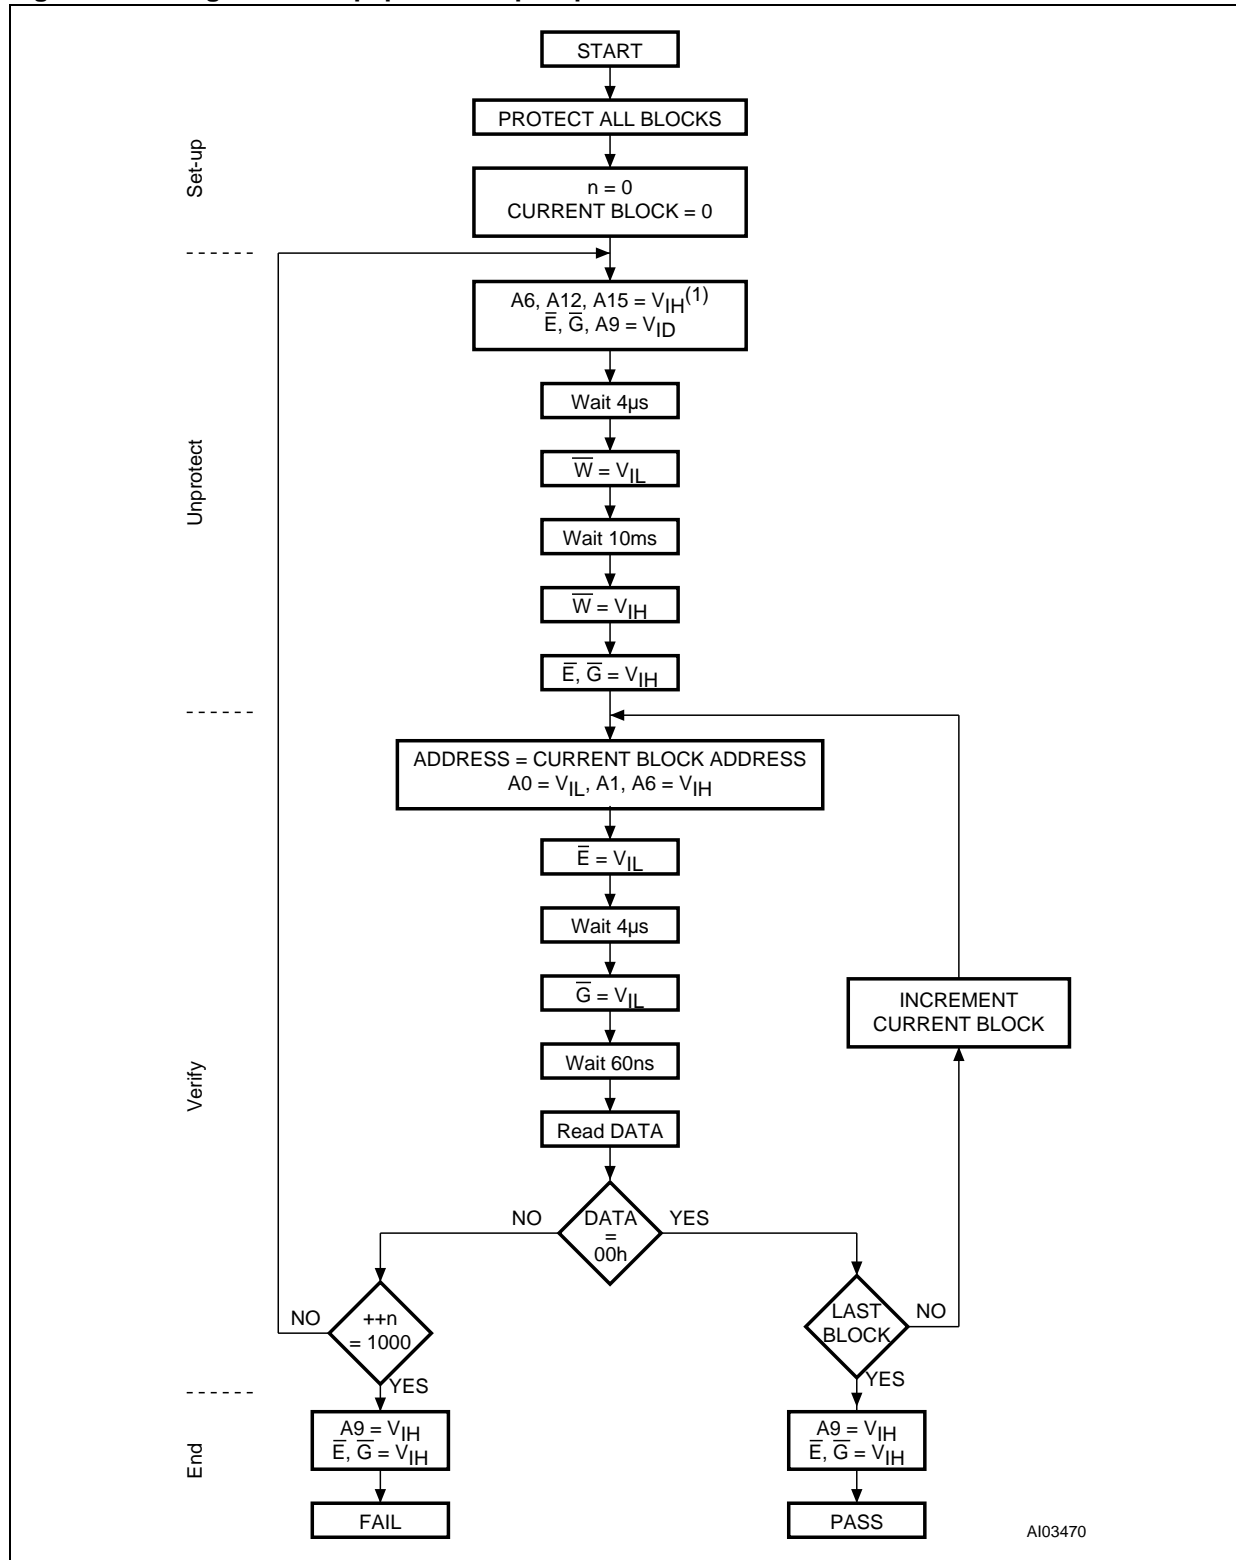 START
PROTECT ALL BLOCKS
Set-up
n = 0
CURRENT BLOCK = 0
A6, A12, A15 = VIH(1)
E̅, G̅, A9 = VID
Wait 4µs
Unprotect
W̅ = VIL
Wait 10ms
W̅ = VIH
E̅, G̅ = VIH
ADDRESS = CURRENT BLOCK ADDRESS
A0 = VIL, A1, A6 = VIH
E̅ = VIL
Wait 4µs
G̅ = VIL
INCREMENT
CURRENT BLOCK
Wait 60ns
Verify
Read DATA
NO
DATA
=
00h
YES
NO
++n
= 1000
LAST
BLOCK
NO
YES
YES
End
A9 = VIH
E̅, G̅ = VIH
A9 = VIH
E̅, G̅ = VIH
FAIL
PASS
AI03470